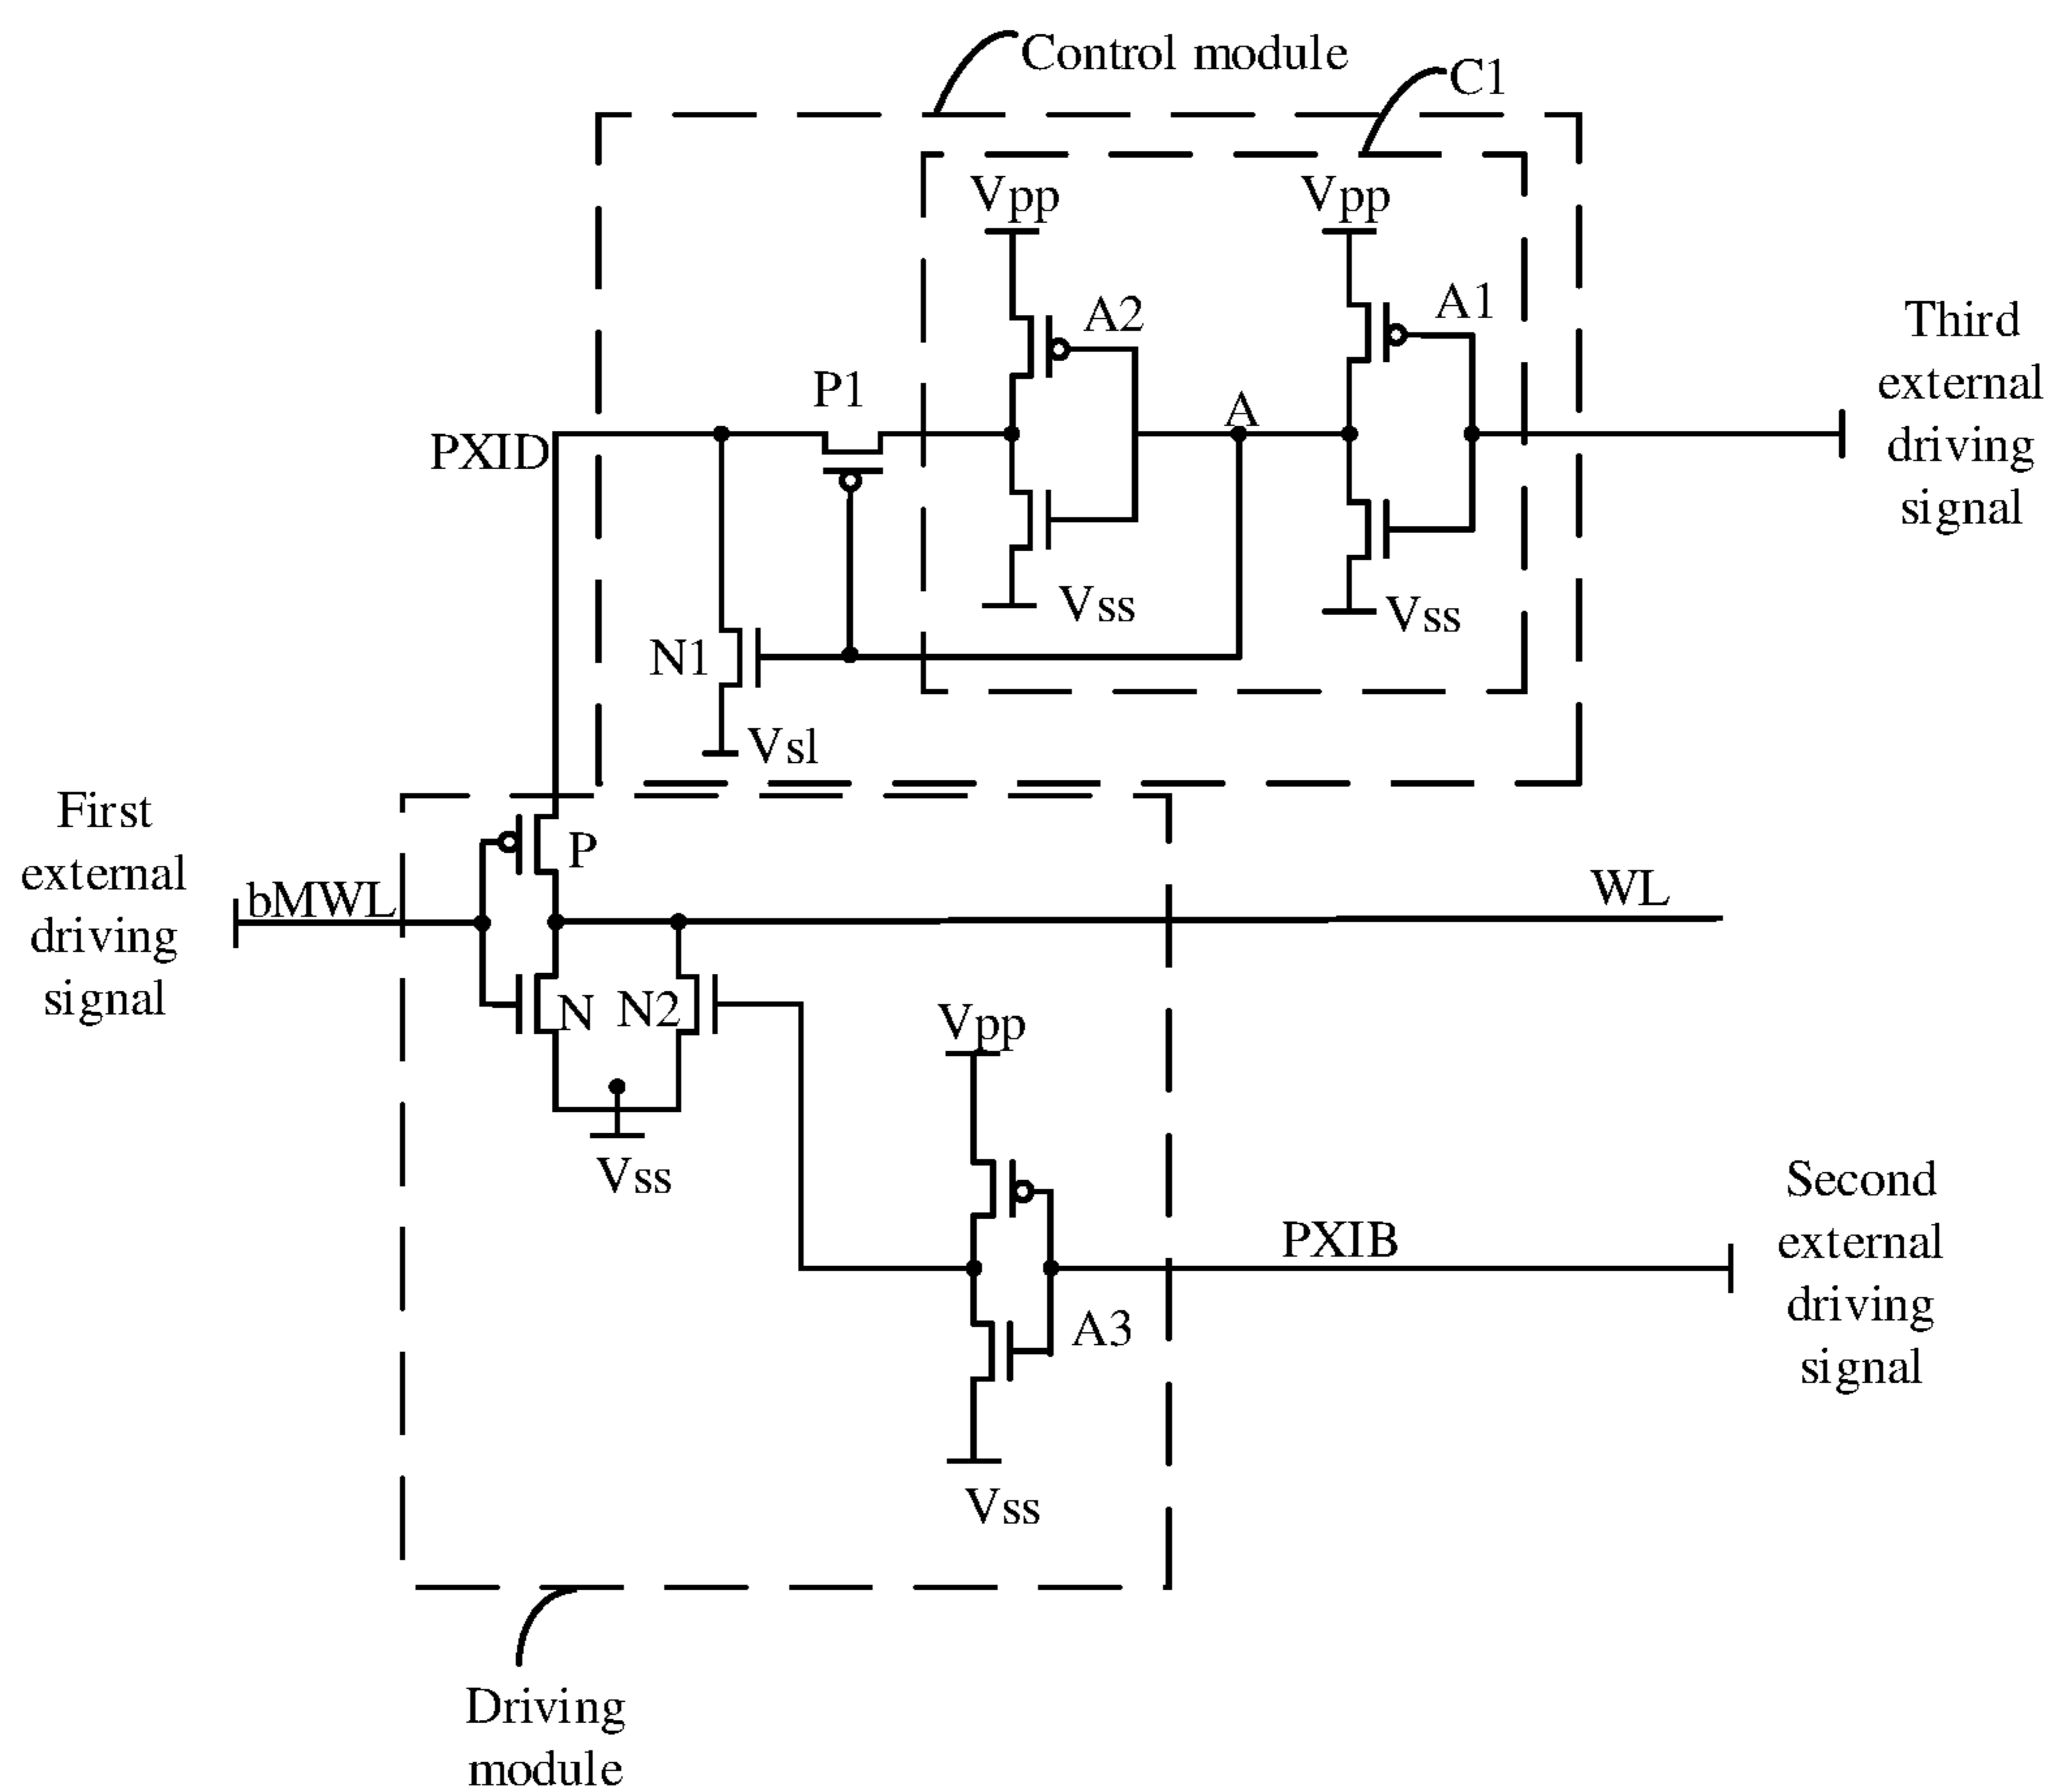 Control module
C1
Vpp
Vpp
A2
A1
Third
external
driving
signal
P1
A
PXID
Vss
Vss
N1
Vsl
First
external
driving
signal
P
bMWL
WL
N
N2
Vpp
Vss
Second
external
driving
signal
PXIB
A3
Vss
Driving
module